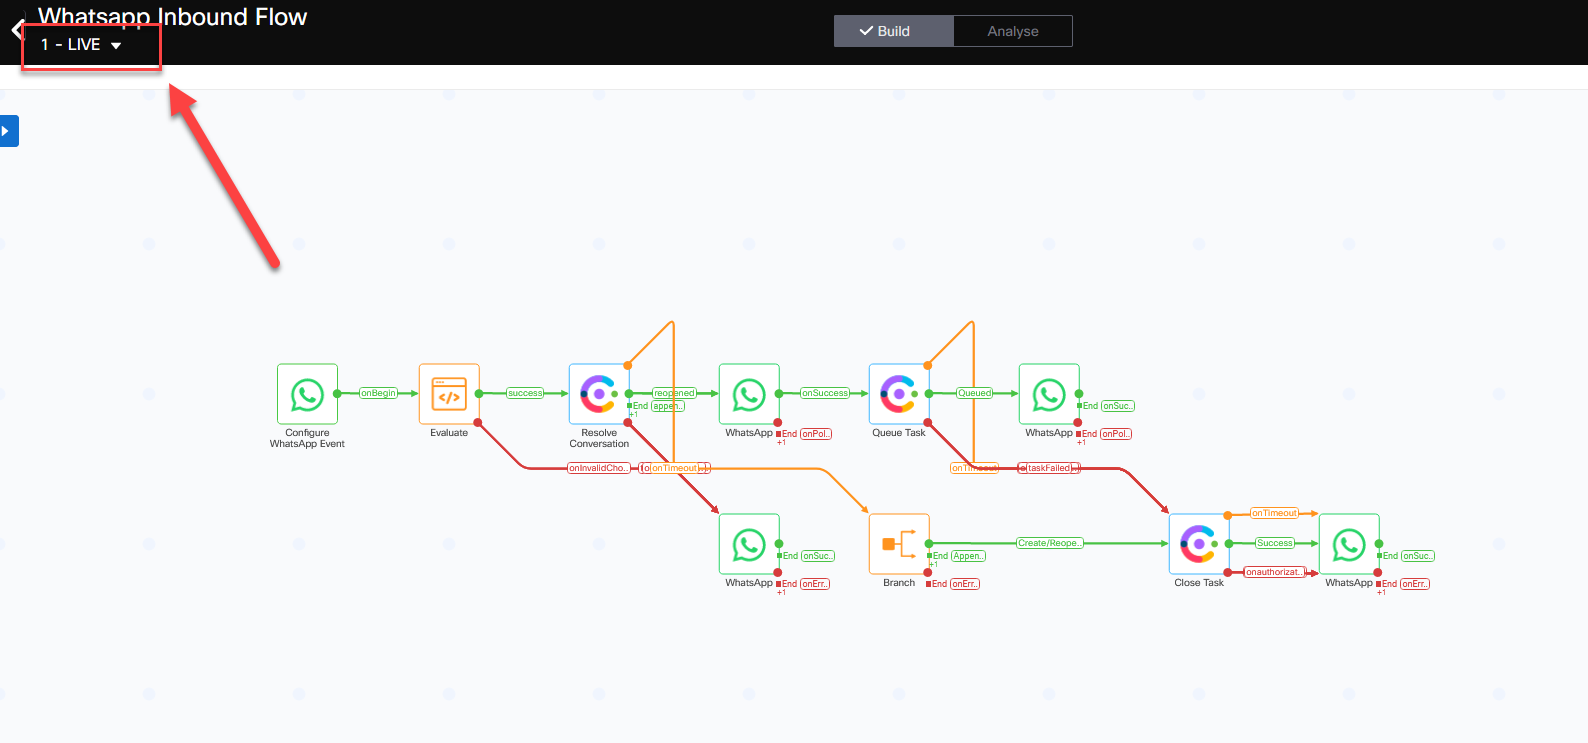 Whatsapp Inbound Flow
1 - LIVE
Build
Analyse
onBegin
success
reopened
onSuccess
Queued
End appen..
+1
End onSuc..
Configure
WhatsApp Event
Evaluate
Resolve
Conversation
WhatsApp
End onPol..
+1
Queue Task
WhatsApp
End onPol..
+1
onInvalidCho..
onTimeout
onTimeout
taskFailed
onTimeout
Create/Reope..
Success
End onSuc..
End Appen..
+1
End onSuc..
onauthorizat..
WhatsApp
End onErr..
+1
Branch
End onErr..
Close Task
WhatsApp
End onErr..
+1